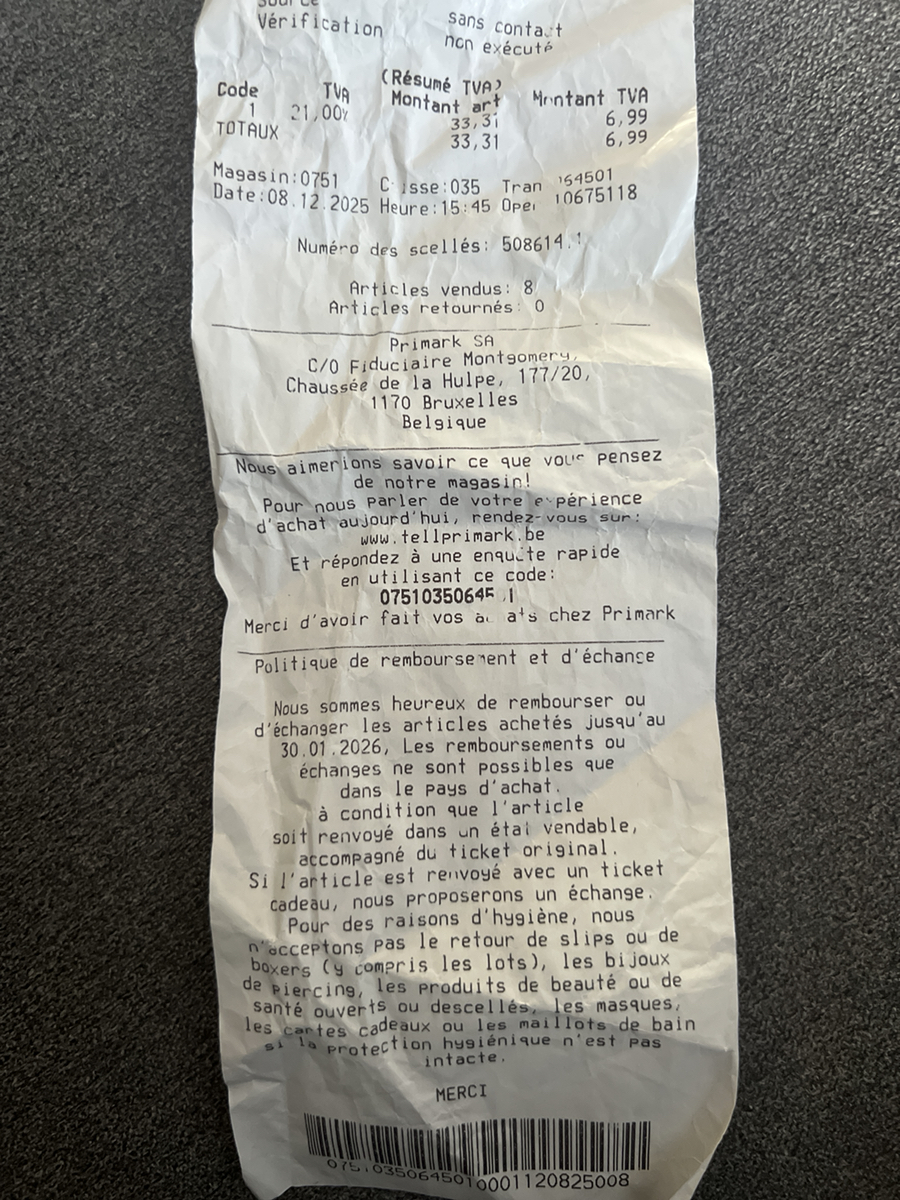 Vérification sans contact
non exécuté
(Résumé TVA)
Code TVA Montant art Montant TVA
1 21,00% 33,31 6,99
TOTAUX 33,31 6,99
Magasin:0751 Caisse:035 Tran 164501
Date:08.12.2025 Heure:15:45 Oper 10675118
Numéro des scellés:
Articles vendus: 8
Articles retournés: 0
Primark SA
C/O Fiduciaire Montgomery,
Chaussée de la Hulpe, 177/20,
1170 Bruxelles
Belgique
Nous aimerions savoir ce que vous pensez
de notre magasin!
Pour nous parler de votre expérience
d'achat aujourd'hui, rendez-vous sur:
www.tellprimark.be
Et répondez à une enquête rapide
en utilisant ce code:
Merci d'avoir fait vos achats chez Primark
Politique de remboursement et d'échange
Nous sommes heureux de rembourser ou
d'échanger les articles achetés jusqu'au
30.01.2026, Les remboursements ou
échanges ne sont possibles que
dans le pays d'achat.
à condition que l'article
soit renvoyé dans un état vendable,
accompagné du ticket original.
Si l'article est renvoyé avec un ticket
cadeau, nous proposerons un échange.
Pour des raisons d'hygiène, nous
n'acceptons pas le retour de slips ou de
boxers (y compris les lots), les bijoux
de piercing, les produits de beauté ou de
santé ouverts ou descellés, les masques,
les cartes cadeaux ou les maillots de bain
si la protection hygiénique n'est pas
intacte.
MERCI